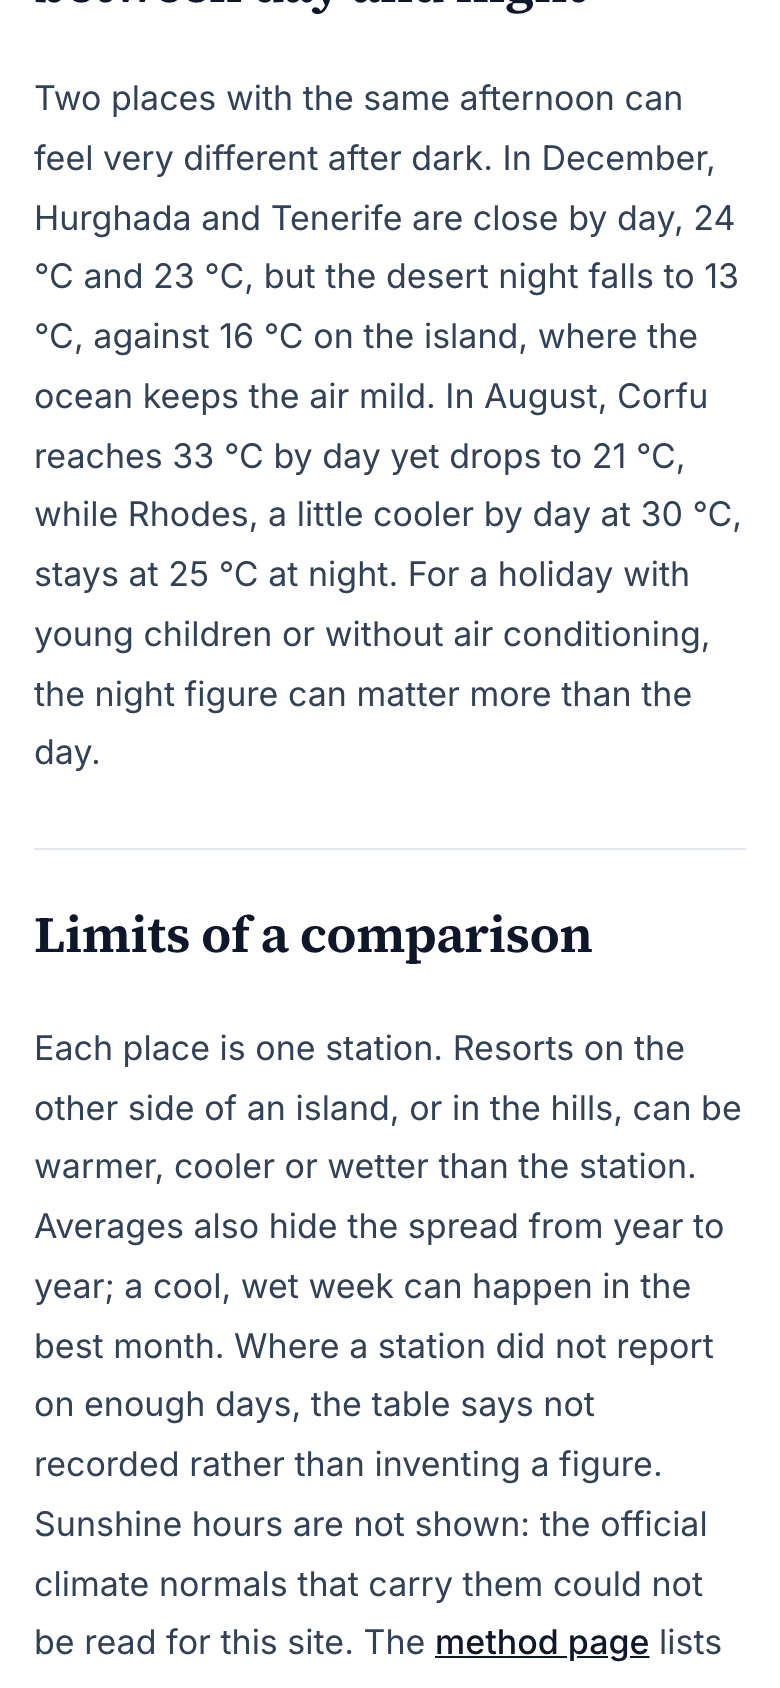 between day and night
Two places with the same afternoon can
feel very different after dark. In December,
Hurghada and Tenerife are close by day, 24
°C and 23 °C, but the desert night falls to 13
°C, against 16 °C on the island, where the
ocean keeps the air mild. In August, Corfu
reaches 33 °C by day yet drops to 21 °C,
while Rhodes, a little cooler by day at 30 °C,
stays at 25 °C at night. For a holiday with
young children or without air conditioning,
the night figure can matter more than the
day.
Limits of a comparison
Each place is one station. Resorts on the
other side of an island, or in the hills, can be
warmer, cooler or wetter than the station.
Averages also hide the spread from year to
year; a cool, wet week can happen in the
best month. Where a station did not report
on enough days, the table says not
recorded rather than inventing a figure.
Sunshine hours are not shown: the official
climate normals that carry them could not
be read for this site. The method page lists